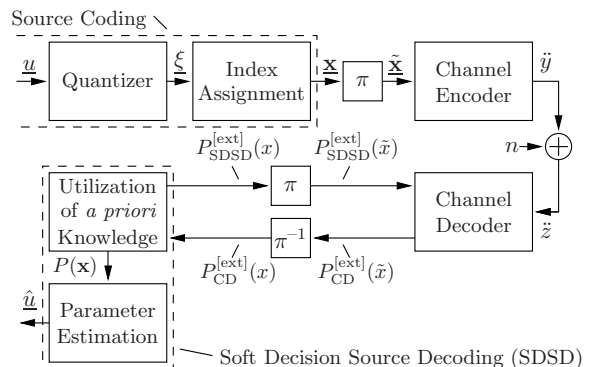 Source Coding
u ξ x x̃ ÿ
Quantizer
Index
Assignment
π
Channel
Encoder
n
P[ext]SDSD(x) P[ext]SDSD(x̃)
Utilization
of a priori
Knowledge
π
Channel
Decoder
z̈
π−1
P[ext]CD(x) P[ext]CD(x̃)
P(x)
û
Parameter
Estimation
Soft Decision Source Decoding (SDSD)